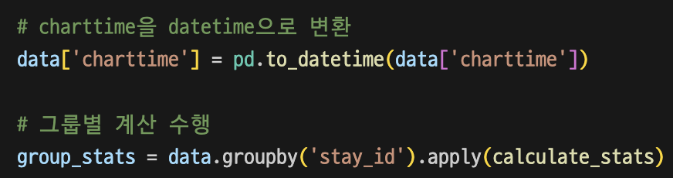 # charttime을 datetime으로 변환
data['charttime'] = pd.to_datetime(data['charttime'])
# 그룹별 계산 수행
group_stats = data.groupby('stay_id').apply(calculate_stats)